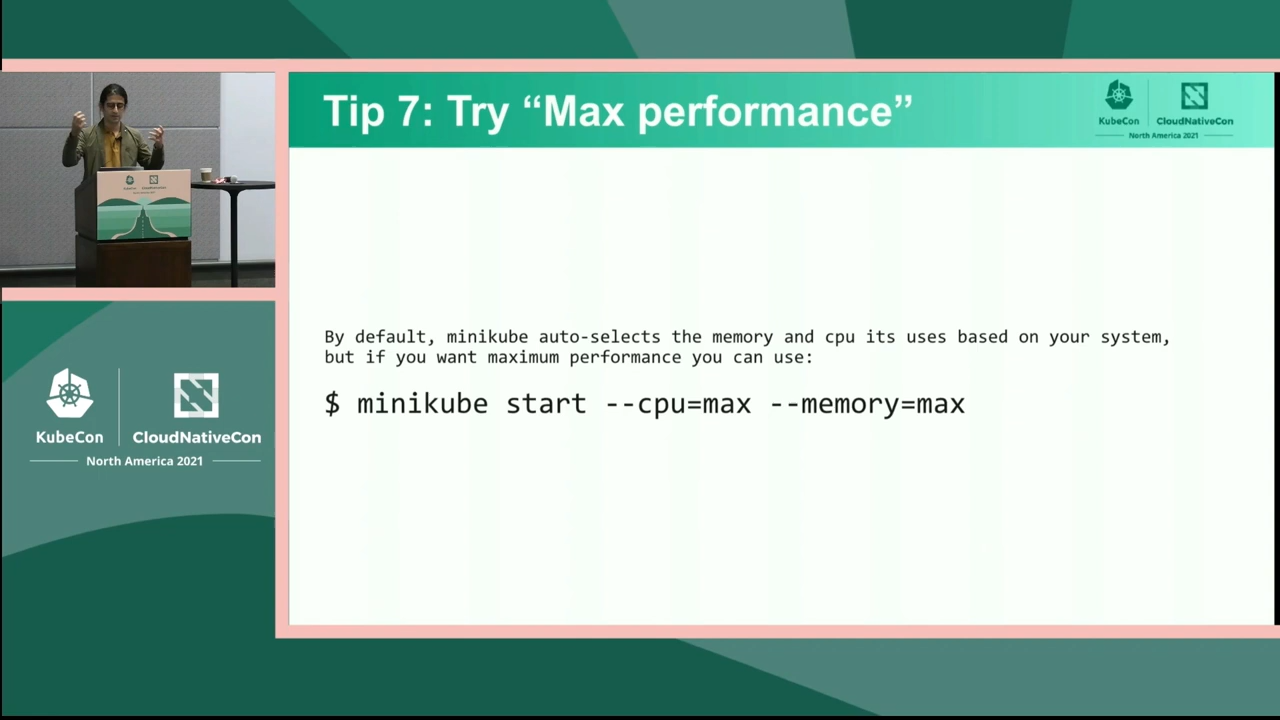 Tip 7: Try “Max performance”
KubeCon
CloudNativeCon
North America 2021
By default, minikube auto-selects the memory and cpu its uses based on your system,
but if you want maximum performance you can use:
$ minikube start --cpu=max --memory=max
KubeCon
CloudNativeCon
North America 2021